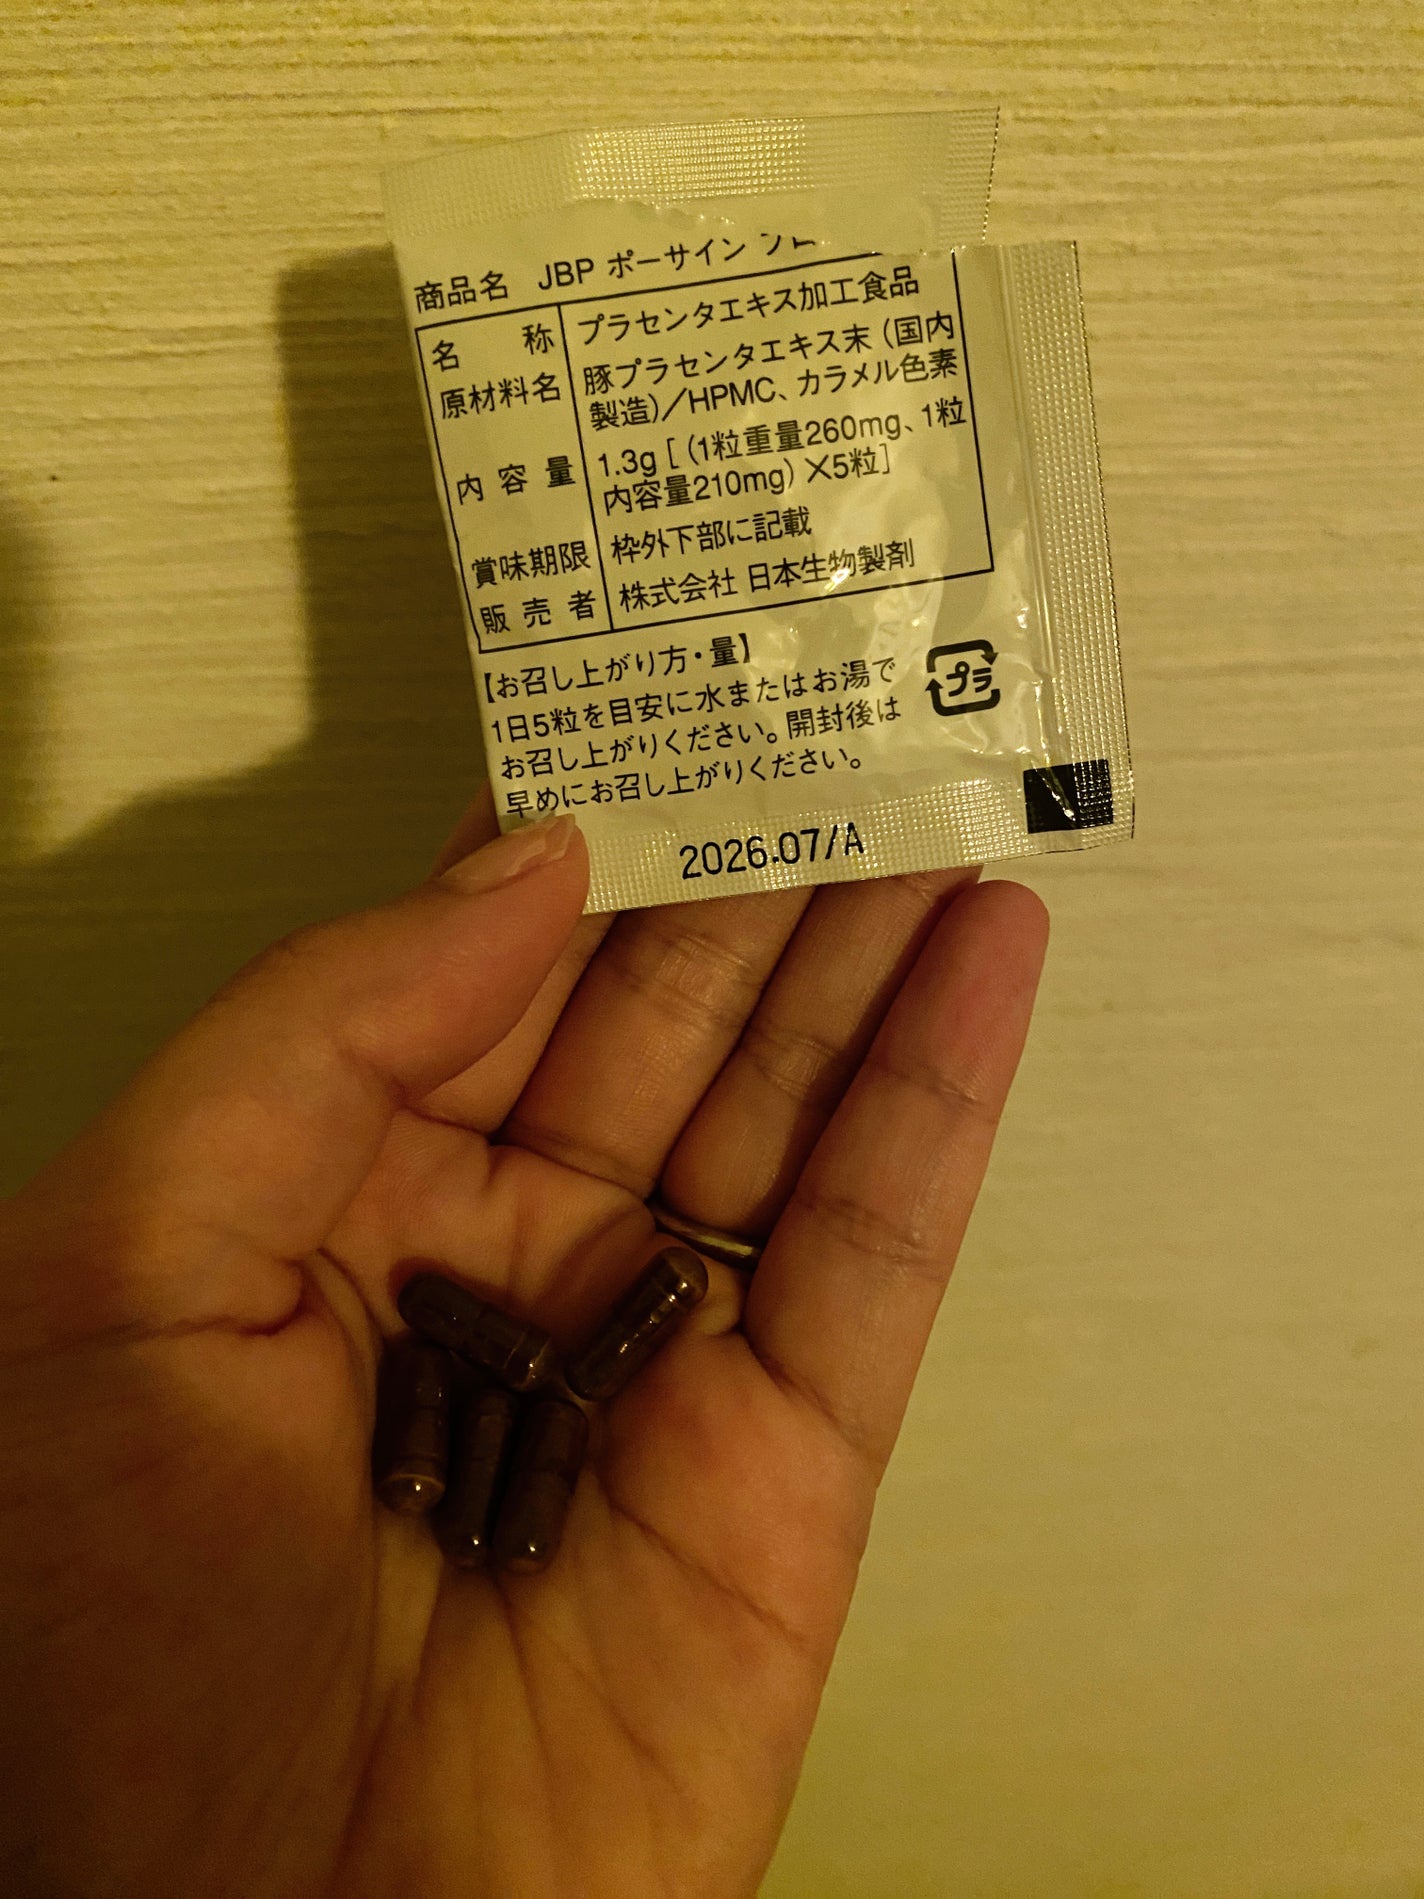 商品名 JBP ポーサイン
名称 プラセンタエキス加工食品
原材料名 豚プラセンタエキス末（国内
製造）／HPMC、カラメル色素
内容量 1.3g［（1粒重量260mg、1粒
内容量210mg）×5粒］
賞味期限 枠外下部に記載
販売者 株式会社 日本生物製剤
【お召し上がり方・量】
1日5粒を目安に水またはお湯で
お召し上がりください。開封後は
早めにお召し上がりください。
プラ
2026.07/A